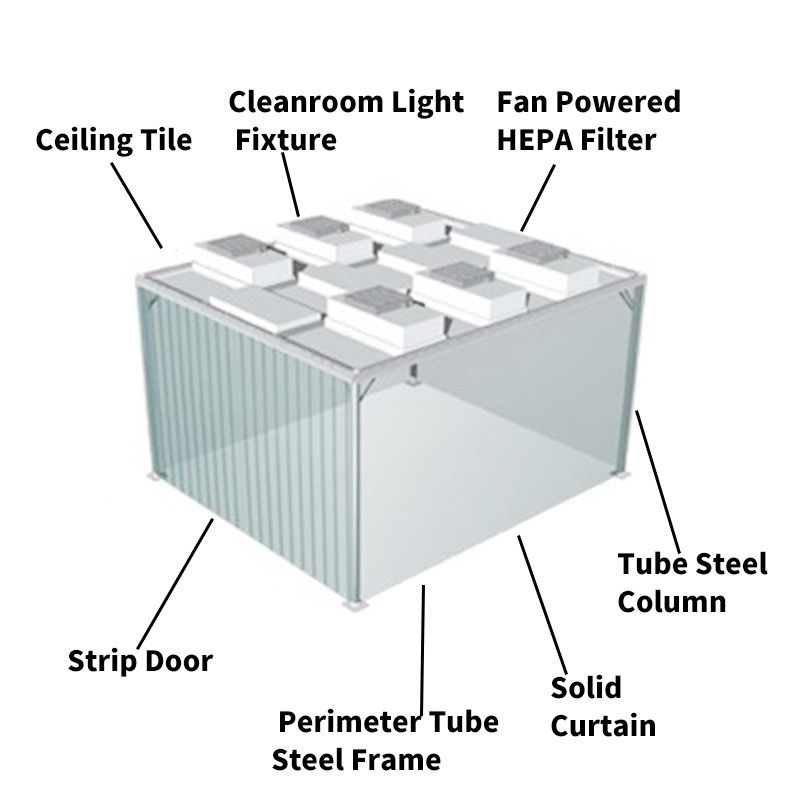 Cleanroom Light
Fixture
Fan Powered
HEPA Filter
Ceiling Tile
Tube Steel
Column
Strip Door
Solid
Curtain
Perimeter Tube
Steel Frame